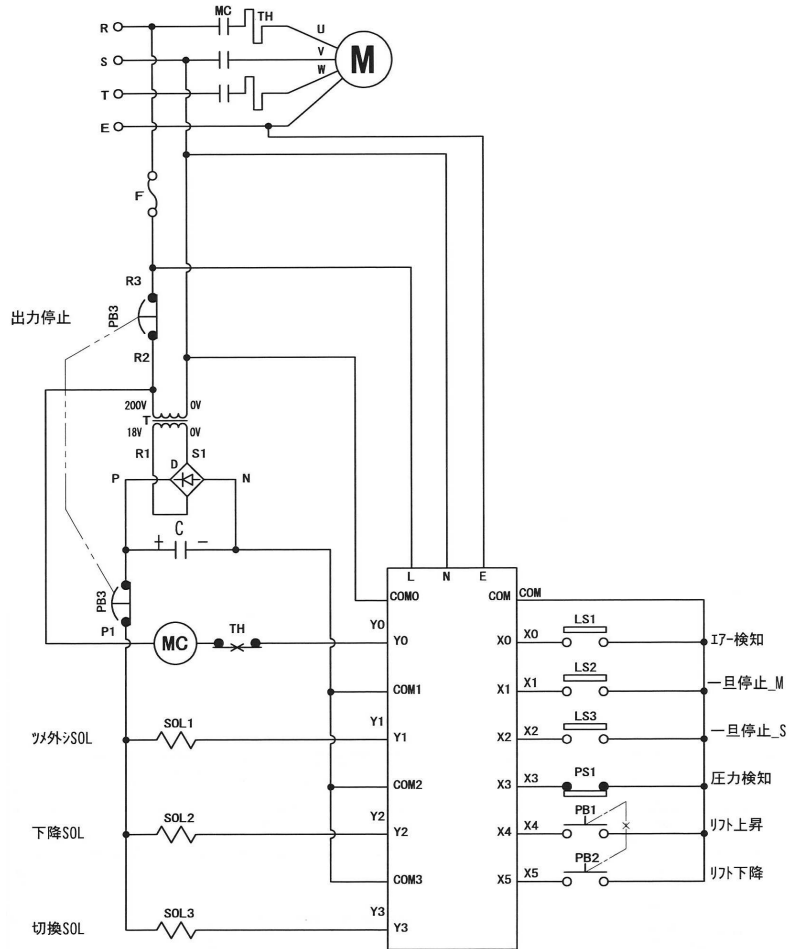 MC
TH
R
U
S
V
M
T
W
E
F
R3
PB3
出力停止
R2
200V
0V
T
18V
0V
R1
S1
D
P
N
C
+
−
L
N
E
PB3
COM0
COM
COM
P1
Y0
LS1
MC
TH
Y0
X0
X0
エアー検知
LS2
COM1
X1
X1
一旦停止_M
Y1
LS3
SOL1
ツメ外シSOL
Y1
X2
X2
一旦停止_S
PS1
COM2
X3
X3
圧力検知
Y2
PB1
SOL2
下降SOL
Y2
X4
X4
リフト上昇
PB2
COM3
X5
X5
リフト下降
Y3
SOL3
切換SOL
Y3